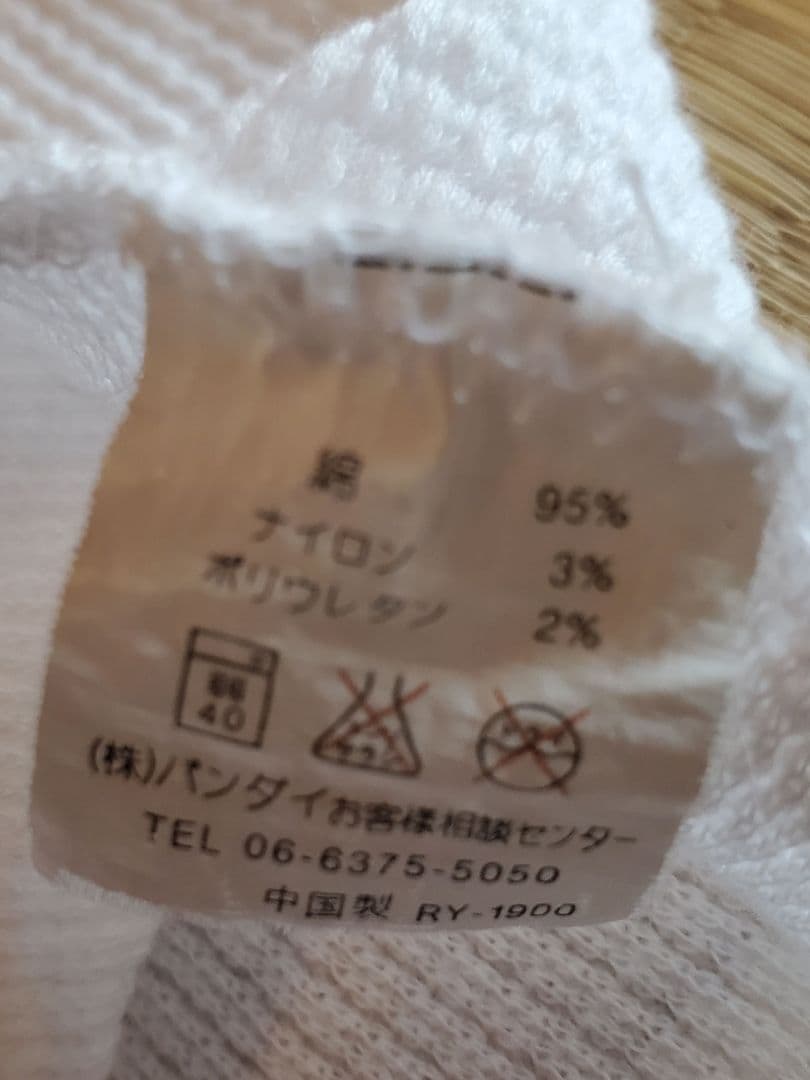 綿 95%
ナイロン 3%
ポリウレタン 2%
40
(株)バンダイお客様相談センター
TEL 06-6375-5050
中国製 RY-1900